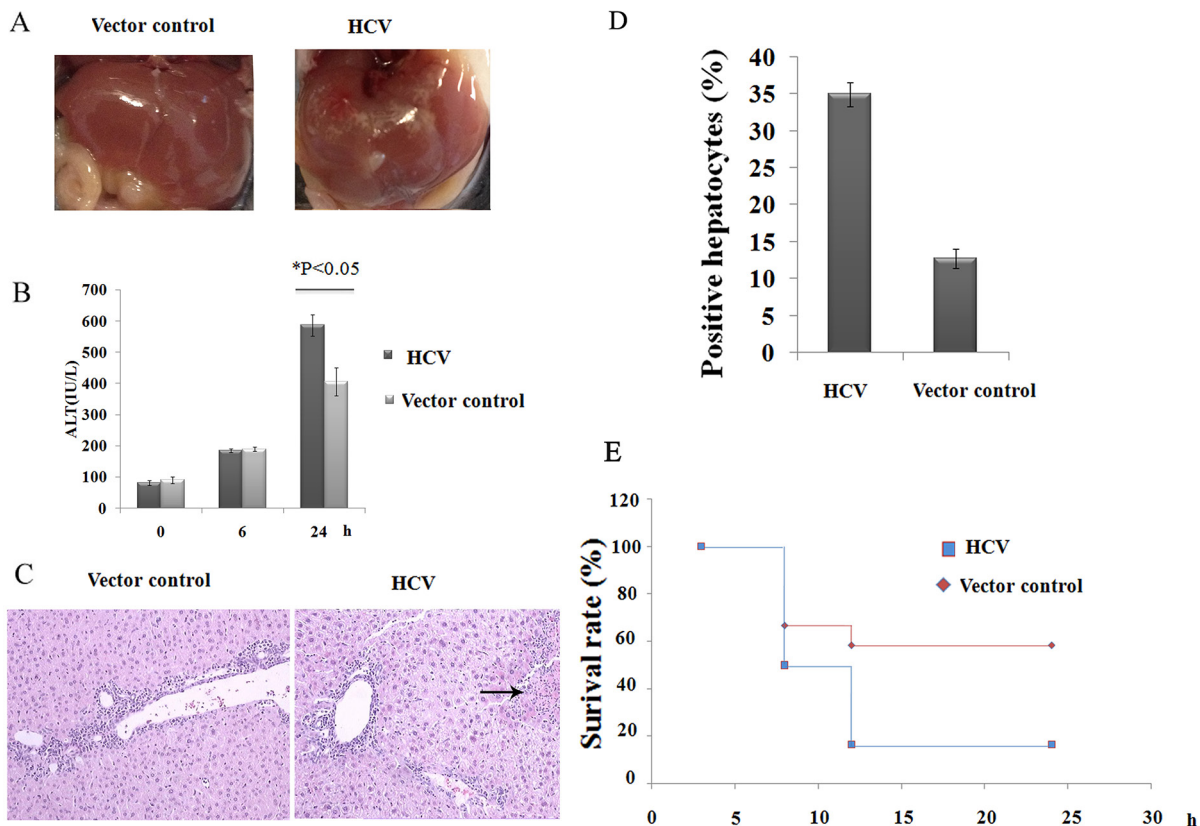 A
Vector control
HCV
B
*P<0.05
ALT(IU/L)
700
600
500
400
300
200
100
0
0
6
24
h
HCV
Vector control
C
Vector control
HCV
D
Positive hepatocytes (%)
40
35
30
25
20
15
10
5
0
HCV
Vector control
E
Surival rate (%)
120
100
80
60
40
20
0
0
5
10
15
20
25
30
h
HCV
Vector control